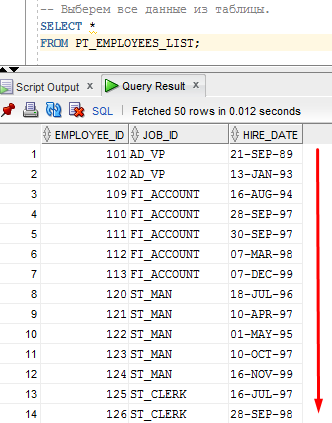 -- Выберем все данные из таблицы.
SELECT *
FROM PT_EMPLOYEES_LIST;
Script Output x Query Result x
SQL | Fetched 50 rows in 0.012 seconds
EMPLOYEE_ID JOB_ID HIRE_DATE
1 101 AD_VP 21-SEP-89
2 102 AD_VP 13-JAN-93
3 109 FI_ACCOUNT 16-AUG-94
4 110 FI_ACCOUNT 28-SEP-97
5 111 FI_ACCOUNT 30-SEP-97
6 112 FI_ACCOUNT 07-MAR-98
7 113 FI_ACCOUNT 07-DEC-99
8 120 ST_MAN 18-JUL-96
9 121 ST_MAN 10-APR-97
10 122 ST_MAN 01-MAY-95
11 123 ST_MAN 10-OCT-97
12 124 ST_MAN 16-NOV-99
13 125 ST_CLERK 16-JUL-97
14 126 ST_CLERK 28-SEP-98